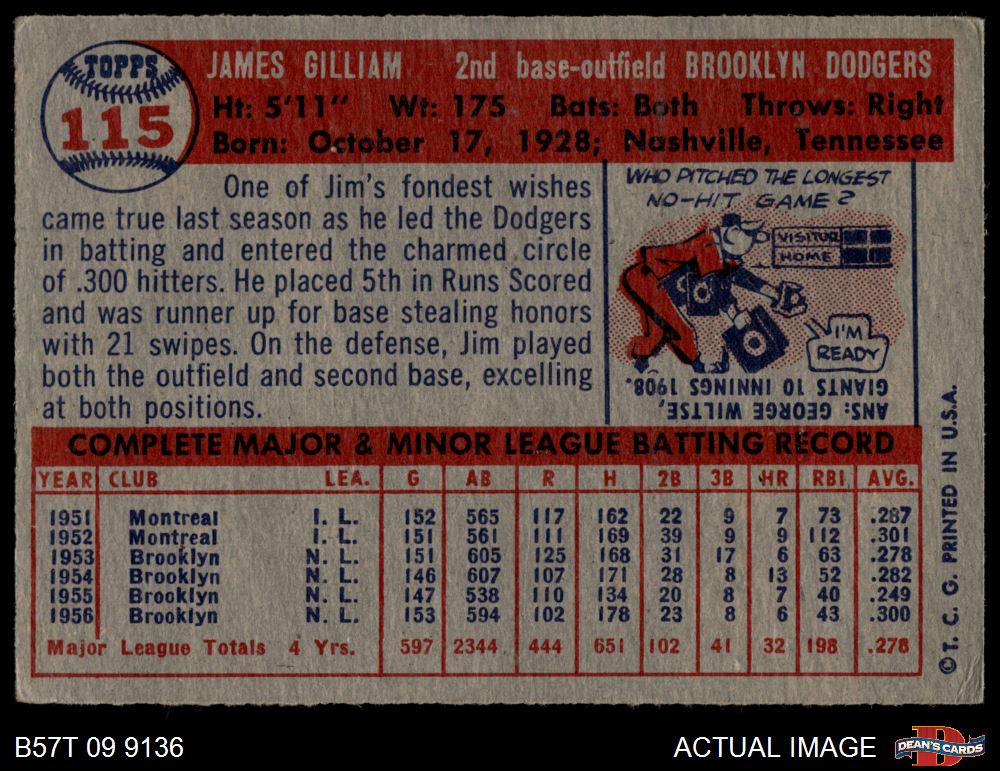 TOPPS
115
JAMES GILLIAM 2nd base-outfield BROOKLYN DODGERS
Ht: 5'11" Wt: 175 Bats: Both Throws: Right
Born: October 17, 1928; Nashville, Tennessee
One of Jim's fondest wishes
came true last season as he led the Dodgers
in batting and entered the charmed circle
of .300 hitters. He placed 5th in Runs Scored
and was runner up for base stealing honors
with 21 swipes. On the defense, Jim played
both the outfield and second base, excelling
at both positions.
WHO PITCHED THE LONGEST
NO-HIT GAME?
VISITOR
HOME
I'M
READY
ANS: GEORGE WILTSE,
GIANTS 10 INNINGS 1908.
COMPLETE MAJOR & MINOR LEAGUE BATTING RECORD
YEAR CLUB LEA. G AB R H 2B 3B HR RBI AVG.
1951 Montreal I. L. 152 565 117 162 22 9 7 73 .287
1952 Montreal I. L. 151 561 111 169 39 9 9 112 .301
1953 Brooklyn N. L. 151 605 125 168 31 17 6 63 .278
1954 Brooklyn N. L. 146 607 107 171 28 8 13 52 .282
1955 Brooklyn N. L. 147 538 110 134 20 8 7 40 .249
1956 Brooklyn N. L. 153 594 102 178 23 8 6 43 .300
Major League Totals 4 Yrs. 597 2344 444 651 102 41 32 198 .278
©T. C. G. PRINTED IN U.S.A.
B57T 09 9136
ACTUAL IMAGE
D
DEAN'S CARDS